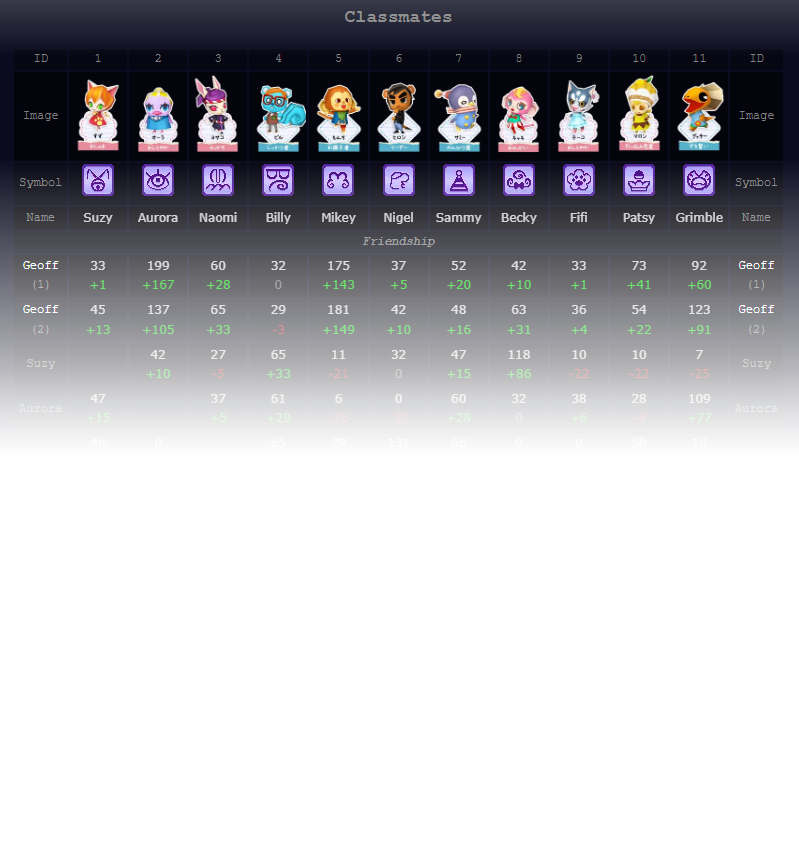 Classmates
ID 1 2 3 4 5 6 7 8 9 10 11 ID
Image Image
Symbol Symbol
Name Suzy Aurora Naomi Billy Mikey Nigel Sammy Becky Fifi Patsy Grimble Name
Friendship
Geoff 33 199 60 32 175 37 52 42 33 73 92 Geoff
(1) +1 +167 +28 0 +143 +5 +20 +10 +1 +41 +60 (1)
Geoff 45 137 65 29 181 42 48 63 36 54 123 Geoff
(2) +13 +105 +33 -3 +149 +10 +16 +31 +4 +22 +91 (2)
42 27 65 11 32 47 118 10 10 7
Suzy Suzy
+10 -5 +33 -21 0 +15 +86 -22 -22 -25
47 37 61 6 0 60 32 38 28 109
Aurora Aurora
+15 +5 +29 +28 0 +6 +77